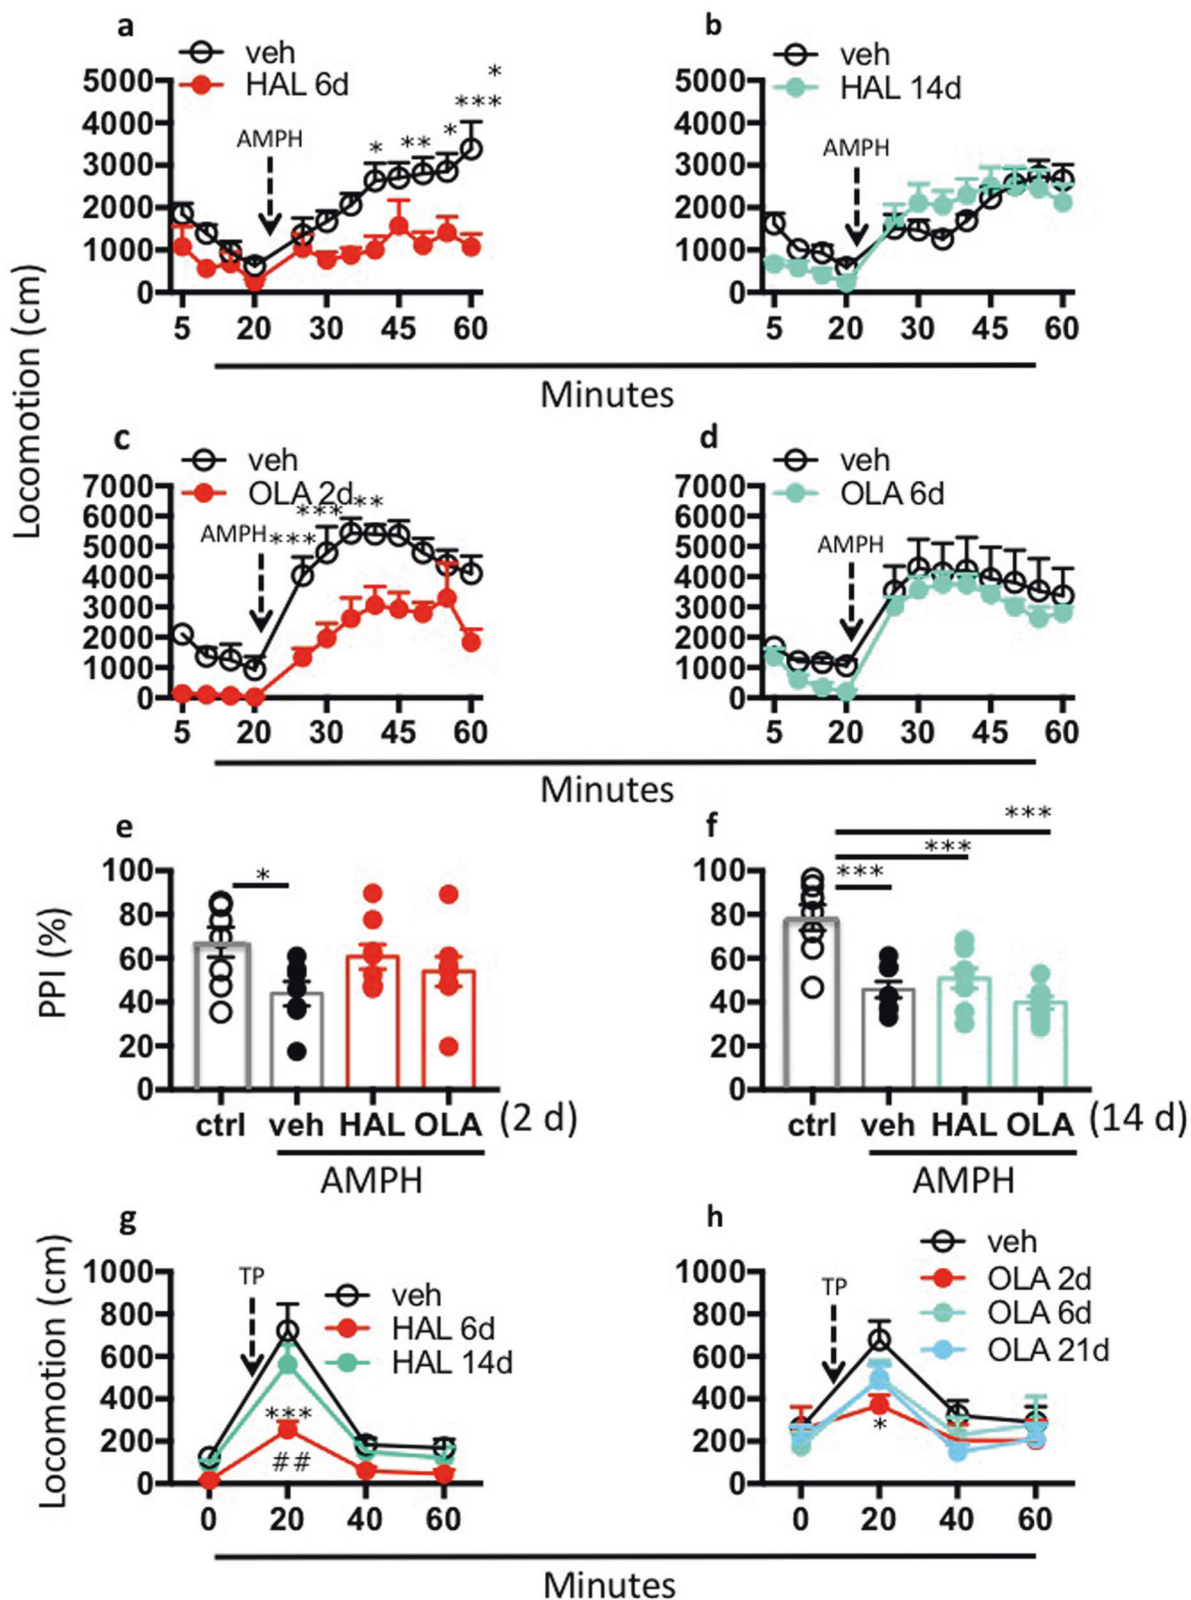 a
veh
HAL 6d
5000
4000
3000
2000
1000
0
AMPH
*
***
*
**
*
5 20 30 45 60
b
veh
HAL 14d
5000
4000
3000
2000
1000
0
AMPH
5 20 30 45 60
Minutes
Locomotion (cm)
c
veh
OLA 2d
7000
6000
5000
4000
3000
2000
1000
0
AMPH
***
***
**
5 20 30 45 60
d
veh
OLA 6d
7000
6000
5000
4000
3000
2000
1000
0
AMPH
5 20 30 45 60
Minutes
e
PPI (%)
100
80
60
40
20
0
*
ctrl veh HAL OLA (2 d)
AMPH
f
100
80
60
40
20
0
***
***
***
ctrl veh HAL OLA (14 d)
AMPH
g
Locomotion (cm)
1000
800
600
400
200
0
TP
veh
HAL 6d
HAL 14d
***
##
0 20 40 60
h
1000
800
600
400
200
0
TP
veh
OLA 2d
OLA 6d
OLA 21d
*
0 20 40 60
Minutes